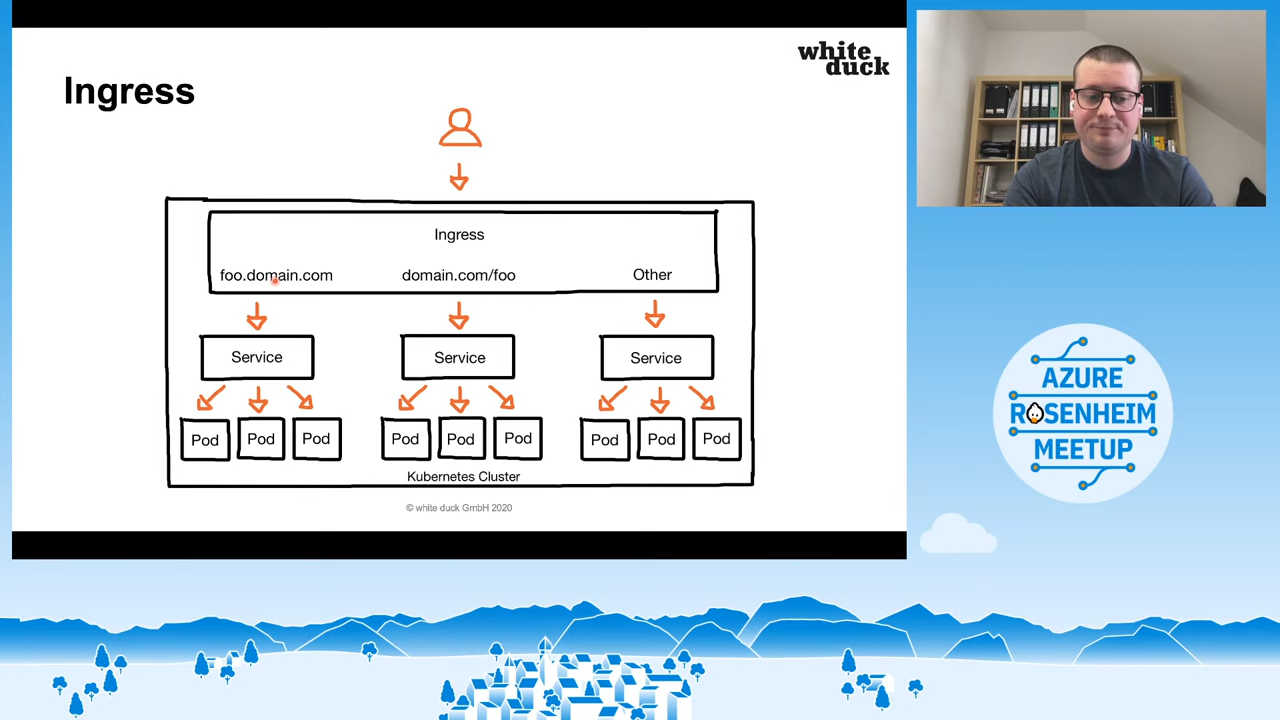 white
duck
Ingress
Ingress
foo.domain.com domain.com/foo Other
Service Service Service
Pod Pod Pod Pod Pod Pod Pod Pod Pod
Kubernetes Cluster
© white duck GmbH 2020
AZURE
ROSENHEIM
MEETUP